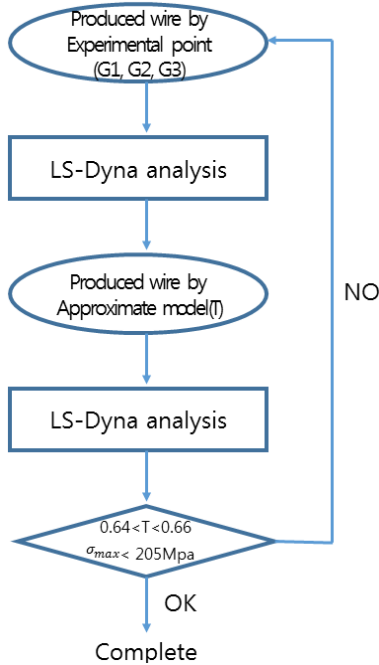 Produced wire by
Experimental point
(G1, G2, G3)
LS-Dyna analysis
Produced wire by
Approximate model(T)
NO
LS-Dyna analysis
0.64<T<0.66
σmax< 205Mpa
OK
Complete